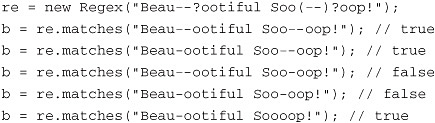 re = new Regex("Beau--?ootiful Soo(--)?oop!");
b = re.matches("Beau--ootiful Soo--oop!"); // true
b = re.matches("Beau-ootiful Soo--oop!"); // true
b = re.matches("Beau--ootiful Soo-oop!"); // false
b = re.matches("Beau-ootiful Soo-oop!"); // false
b = re.matches("Beau-ootiful Soooop!"); // true